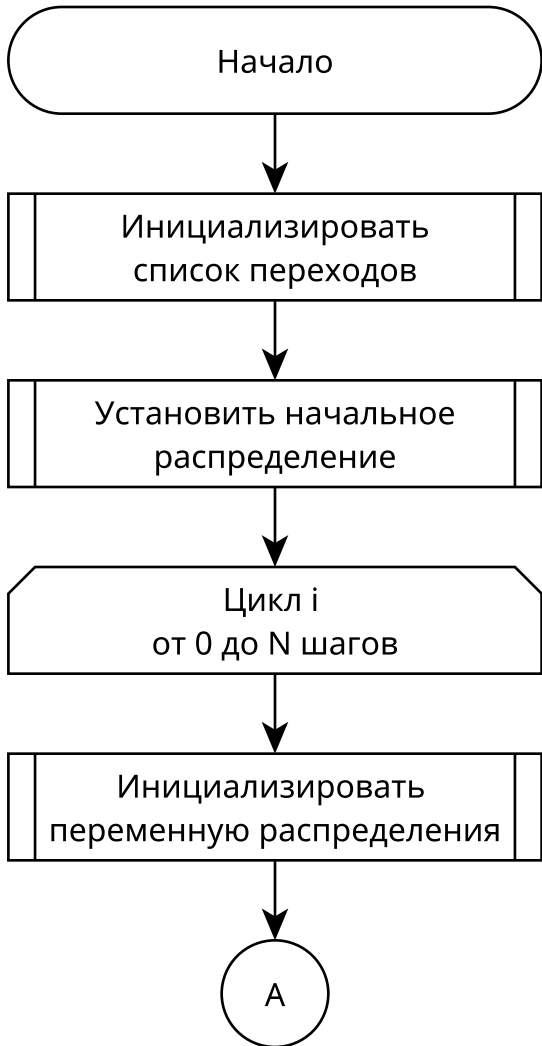 Начало
Инициализировать
список переходов
Установить начальное
распределение
Цикл i
от 0 до N шагов
Инициализировать
переменную распределения
А